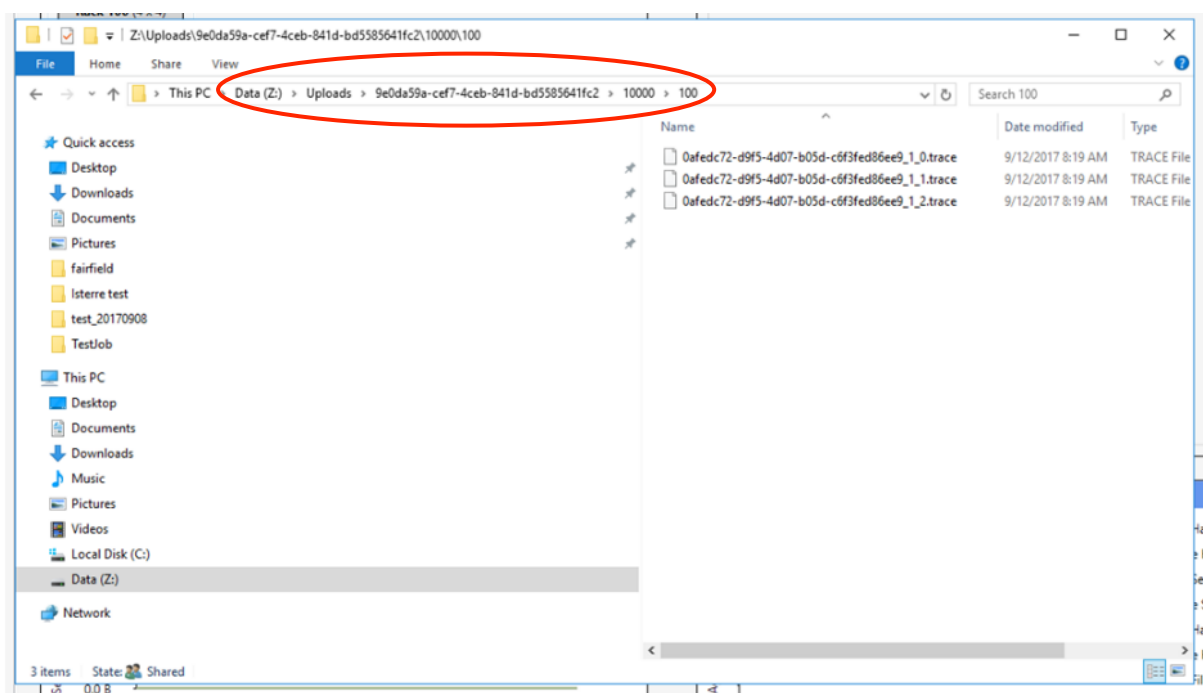 Rack 100 (4 x 4)
Z:\Uploads\9e0da59a-cef7-4ceb-841d-bd5585641fc2\10000\100
File Home Share View
This PC > Data (Z:) > Uploads > 9e0da59a-cef7-4ceb-841d-bd5585641fc2 > 10000 > 100
Search 100
Name Date modified Type
Quick access
Desktop
Downloads
Documents
Pictures
fairfield
Isterre test
test_20170908
TestJob
This PC
Desktop
Documents
Downloads
Music
Pictures
Videos
Local Disk (C:)
Data (Z:)
Network
0afedc72-d9f5-4d07-b05d-c6f3fed86ee9_1_0.trace 9/12/2017 8:19 AM TRACE File
0afedc72-d9f5-4d07-b05d-c6f3fed86ee9_1_1.trace 9/12/2017 8:19 AM TRACE File
0afedc72-d9f5-4d07-b05d-c6f3fed86ee9_1_2.trace 9/12/2017 8:19 AM TRACE File
3 items State: Shared
0.0 B